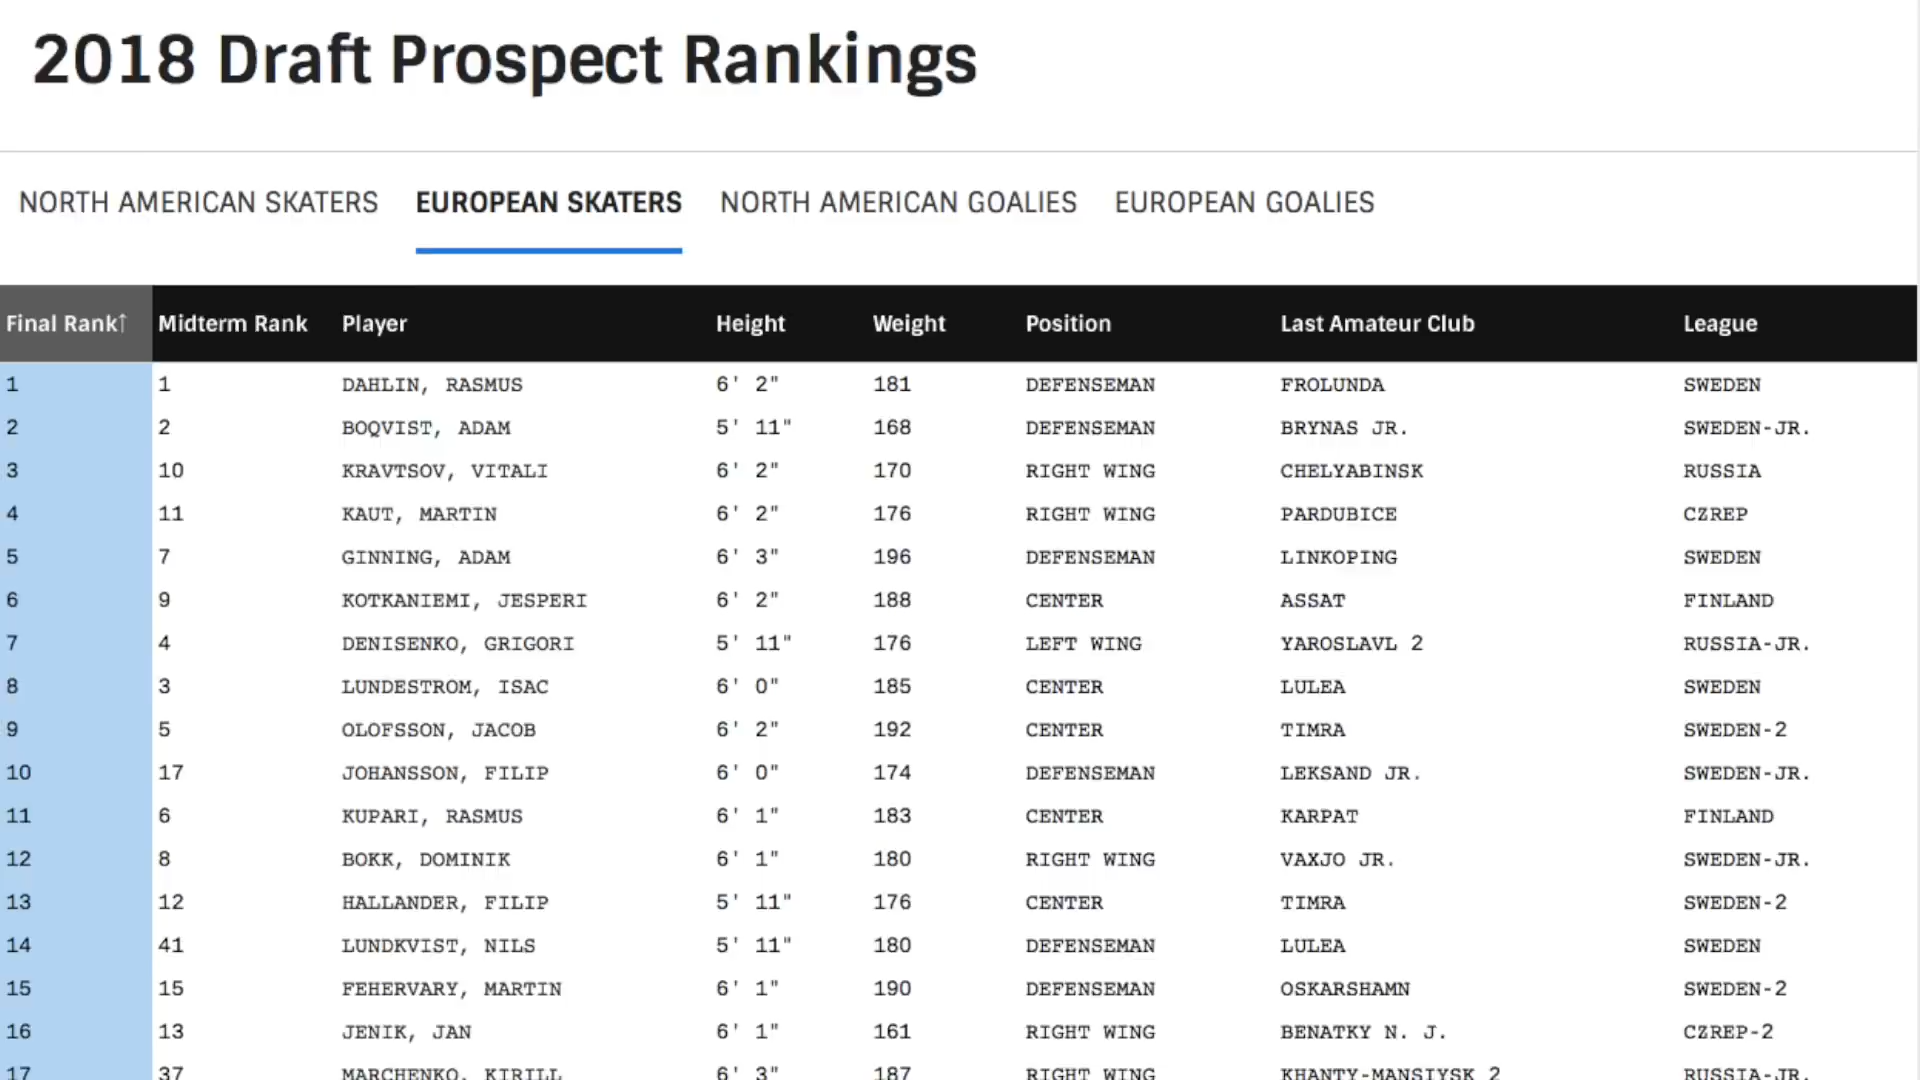 2018 Draft Prospect Rankings
NORTH AMERICAN SKATERS EUROPEAN SKATERS NORTH AMERICAN GOALIES EUROPEAN GOALIES
Final Rank↑ Midterm Rank Player Height Weight Position Last Amateur Club League
1 1 DAHLIN, RASMUS 6' 2" 181 DEFENSEMAN FROLUNDA SWEDEN
2 2 BOQVIST, ADAM 5' 11" 168 DEFENSEMAN BRYNAS JR. SWEDEN-JR.
3 10 KRAVTSOV, VITALI 6' 2" 170 RIGHT WING CHELYABINSK RUSSIA
4 11 KAUT, MARTIN 6' 2" 176 RIGHT WING PARDUBICE CZREP
5 7 GINNING, ADAM 6' 3" 196 DEFENSEMAN LINKOPING SWEDEN
6 9 KOTKANIEMI, JESPERI 6' 2" 188 CENTER ASSAT FINLAND
7 4 DENISENKO, GRIGORI 5' 11" 176 LEFT WING YAROSLAVL 2 RUSSIA-JR.
8 3 LUNDESTROM, ISAC 6' 0" 185 CENTER LULEA SWEDEN
9 5 OLOFSSON, JACOB 6' 2" 192 CENTER TIMRA SWEDEN-2
10 17 JOHANSSON, FILIP 6' 0" 174 DEFENSEMAN LEKSAND JR. SWEDEN-JR.
11 6 KUPARI, RASMUS 6' 1" 183 CENTER KARPAT FINLAND
12 8 BOKK, DOMINIK 6' 1" 180 RIGHT WING VAXJO JR. SWEDEN-JR.
13 12 HALLANDER, FILIP 5' 11" 176 CENTER TIMRA SWEDEN-2
14 41 LUNDKVIST, NILS 5' 11" 180 DEFENSEMAN LULEA SWEDEN
15 15 FEHERVARY, MARTIN 6' 1" 190 DEFENSEMAN OSKARSHAMN SWEDEN-2
16 13 JENIK, JAN 6' 1" 161 RIGHT WING BENATKY N. J. CZREP-2
17 37 MARCHENKO, KIRILL 6' 3" 187 RIGHT WING KHANTY-MANSIYSK 2 RUSSIA-JR.